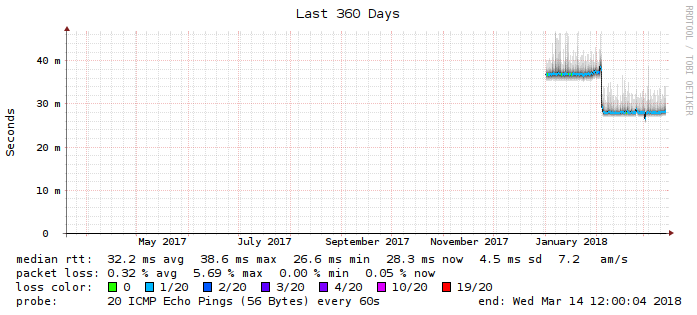 Last 360 Days
RRDTOOL / TOBI OETIKER
Seconds
40 m
30 m
20 m
10 m
0
May 2017 July 2017 September 2017 November 2017 January 2018
median rtt: 32.2 ms avg 38.6 ms max 26.6 ms min 28.3 ms now 4.5 ms sd 7.2 am/s
packet loss: 0.32 % avg 5.69 % max 0.00 % min 0.05 % now
loss color: 0 1/20 2/20 3/20 4/20 10/20 19/20
probe: 20 ICMP Echo Pings (56 Bytes) every 60s end: Wed Mar 14 12:00:04 2018